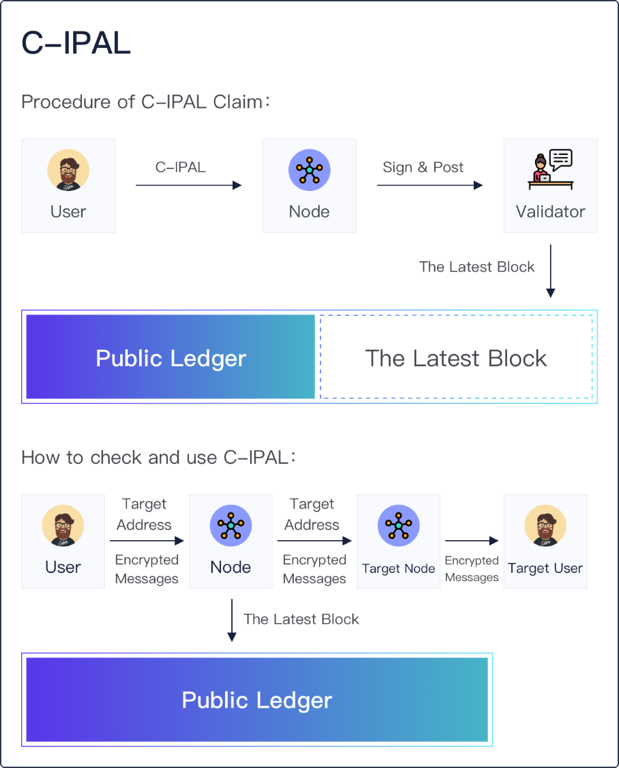 C-IPAL
Procedure of C-IPAL Claim:
C-IPAL
Sign & Post
User
Node
Validator
The Latest Block
Public Ledger
The Latest Block
How to check and use C-IPAL:
Target
Address
Target
Address
Encrypted
Messages
Encrypted
Messages
Encrypted
Messages
User
Node
Target Node
Target User
The Latest Block
Public Ledger